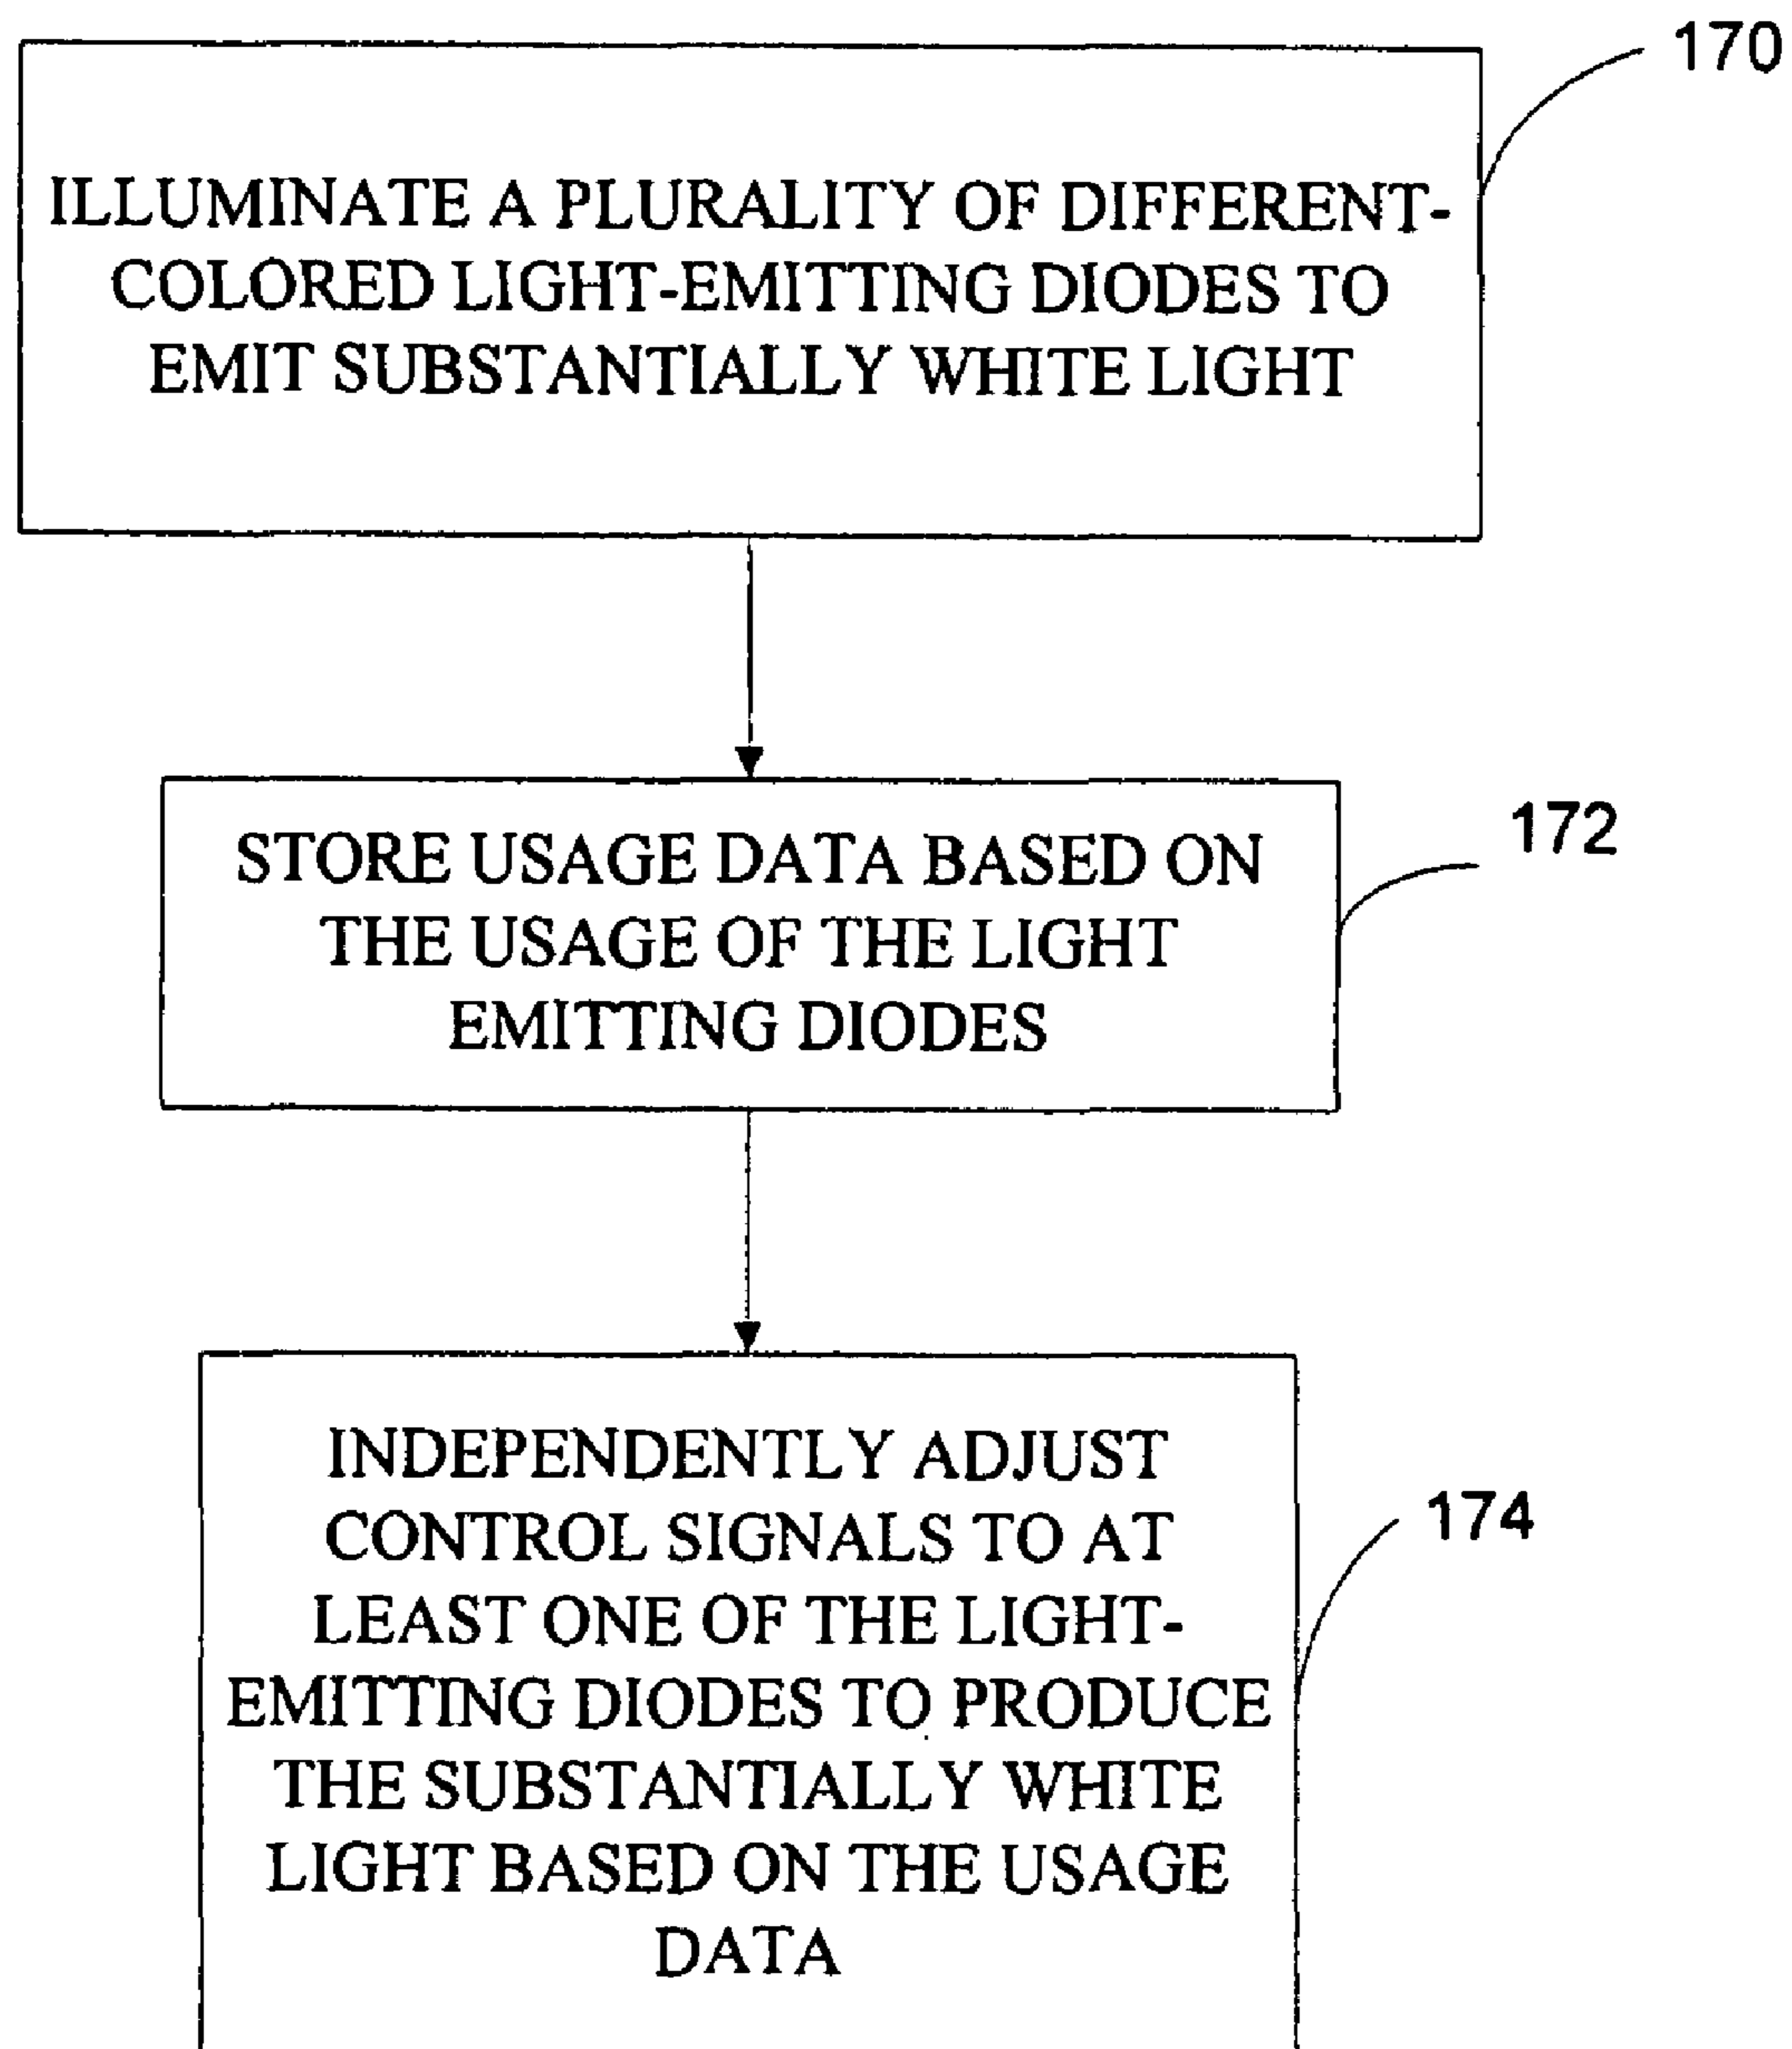 170
ILLUMINATE A PLURALITY OF DIFFERENT-
COLORED LIGHT-EMITTING DIODES TO
EMIT SUBSTANTIALLY WHITE LIGHT
172
STORE USAGE DATA BASED ON
THE USAGE OF THE LIGHT
EMITTING DIODES
174
INDEPENDENTLY ADJUST
CONTROL SIGNALS TO AT
LEAST ONE OF THE LIGHT-
EMITTING DIODES TO PRODUCE
THE SUBSTANTIALLY WHITE
LIGHT BASED ON THE USAGE
DATA